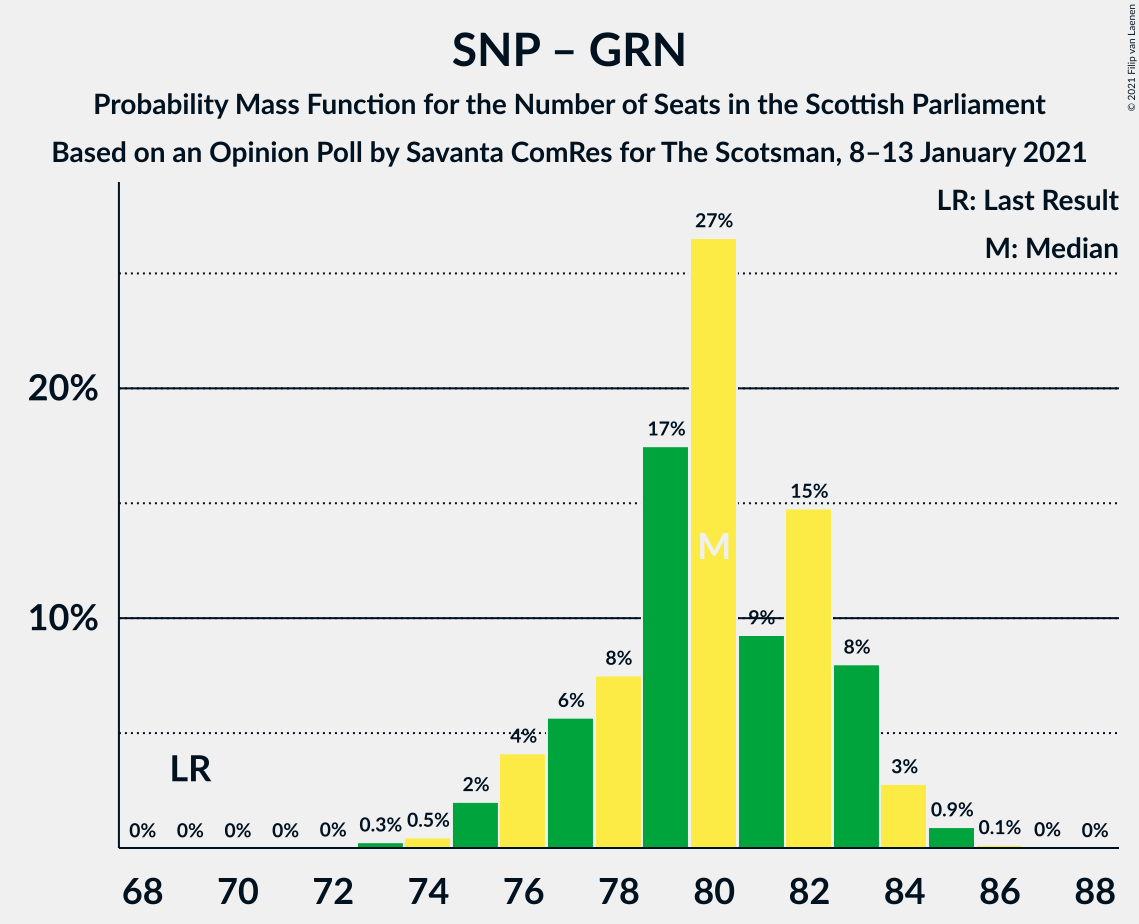 SNP – GRN
Probability Mass Function for the Number of Seats in the Scottish Parliament
Based on an Opinion Poll by Savanta ComRes for The Scotsman, 8–13 January 2021
© 2021 Filip van Laenen
LR: Last Result
M: Median
27%
20%
17%
15%
M
10%
9%
8%
8%
6%
4%
LR
3%
2%
0% 0% 0% 0% 0% 0.3% 0.5% 0.9% 0.1% 0% 0%
68 70 72 74 76 78 80 82 84 86 88